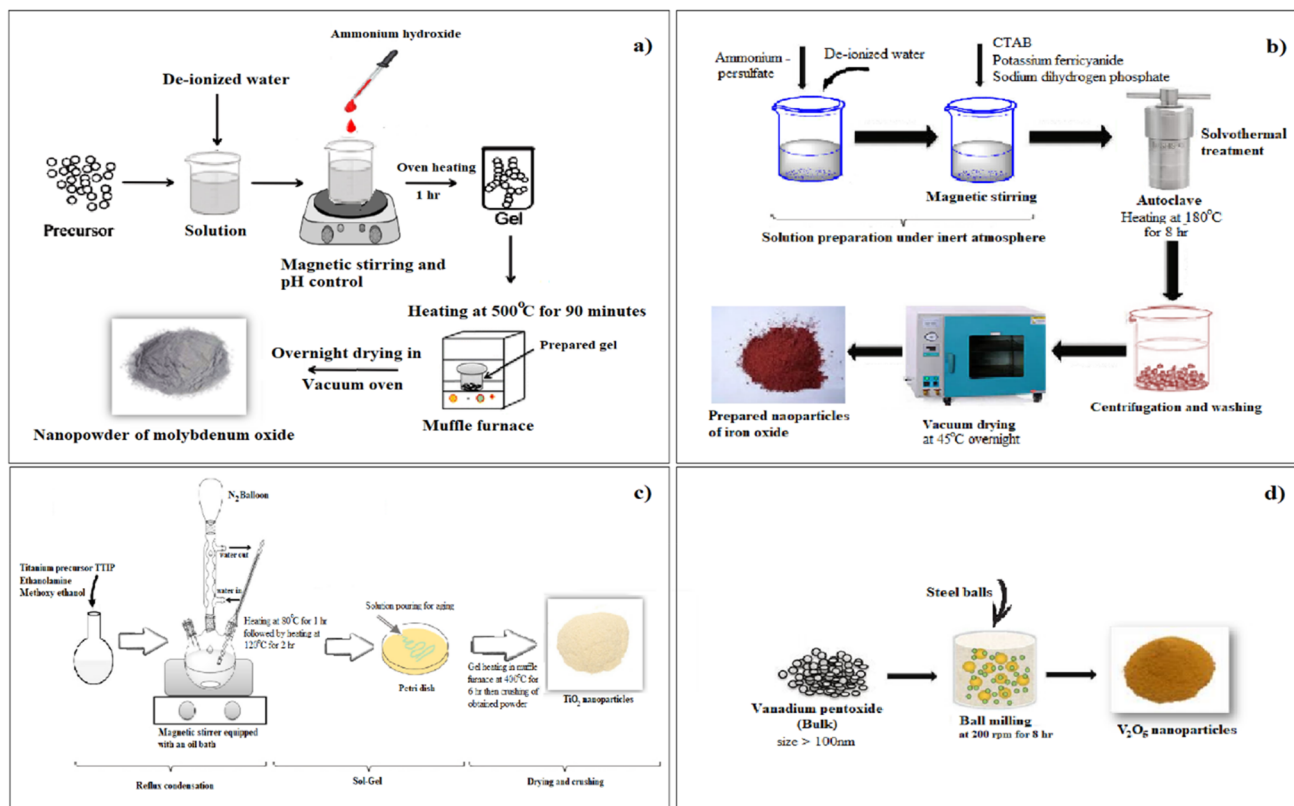 a)
Ammonium hydroxide
De-ionized water
Precursor
Solution
Magnetic stirring and
pH control
Oven heating
1 hr
Gel
Heating at 500°C for 90 minutes
Prepared gel
Muffle furnace
Overnight drying in
Vacuum oven
Nanopowder of molybdenum oxide
b)
Ammonium -
persulfate
De-ionized water
CTAB
Potassium ferricyanide
Sodium dihydrogen phosphate
Magnetic stirring
Solution preparation under inert atmosphere
Solvothermal
treatment
Autoclave
Heating at 180°C
for 8 hr
Centrifugation and washing
Vacuum drying
at 45°C overnight
Prepared naoparticles
of iron oxide
c)
N₂ Balloon
water out
water in
Titanium precursor TTIP
Ethanolamine
Methoxy ethanol
Heating at 80°C for 1 hr
followed by heating at
120°C for 2 hr
Magnetic stirrer equipped
with an oil bath
Solution pouring for aging
Petri dish
Gel heating in muffle
furnace at 400°C for
6 hr then crushing of
obtained powder
TiO₂ nanoparticles
Reflux condensation
Sol-Gel
Drying and crushing
d)
Steel balls
Vanadium pentoxide
(Bulk)
size > 100nm
Ball milling
at 200 rpm for 8 hr
V₂O₅ nanoparticles